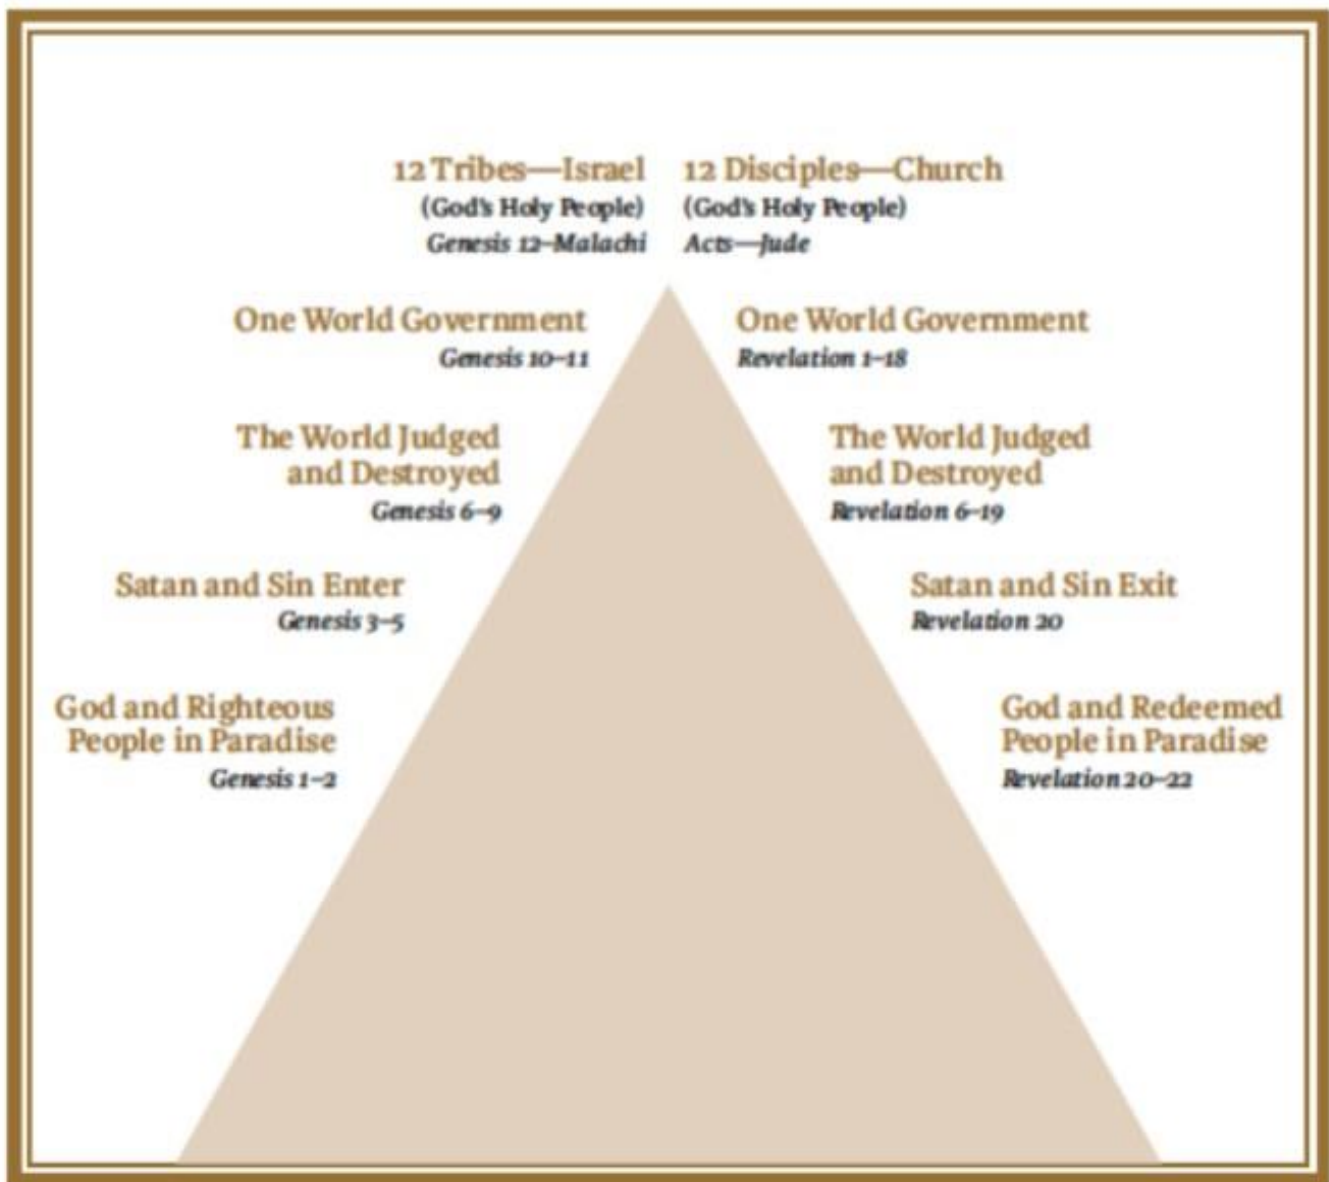 12 Tribes—Israel
(God's Holy People)
Genesis 12–Malachi
12 Disciples—Church
(God's Holy People)
Acts—Jude
One World Government
Genesis 10–11
One World Government
Revelation 1–18
The World Judged
and Destroyed
Genesis 6–9
The World Judged
and Destroyed
Revelation 6–19
Satan and Sin Enter
Genesis 3–5
Satan and Sin Exit
Revelation 20
God and Righteous
People in Paradise
Genesis 1–2
God and Redeemed
People in Paradise
Revelation 20–22